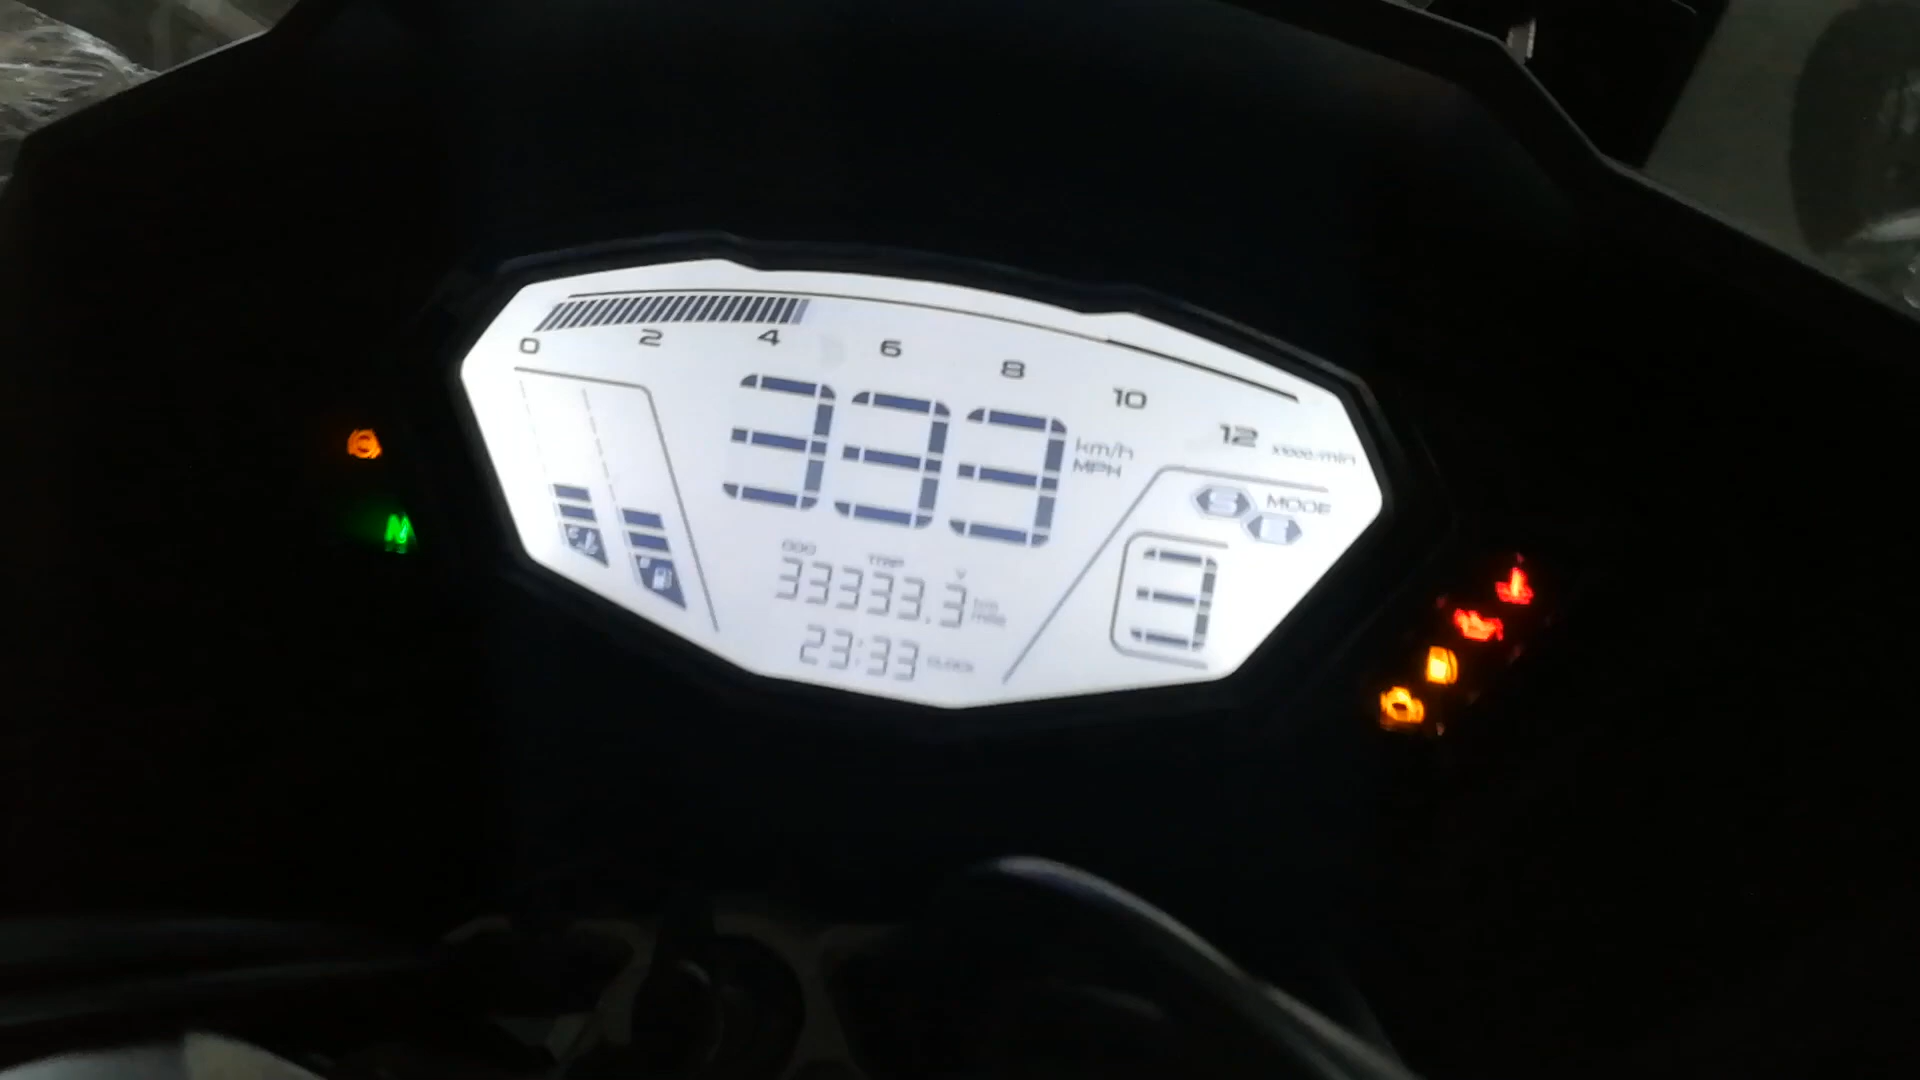 0 2 4 6 8 10 12 x1000/min
333 km/h
MPH
S MODE
E
ODO TRIP V
33333.3 km
miles
23:33 CLOCK
3
N